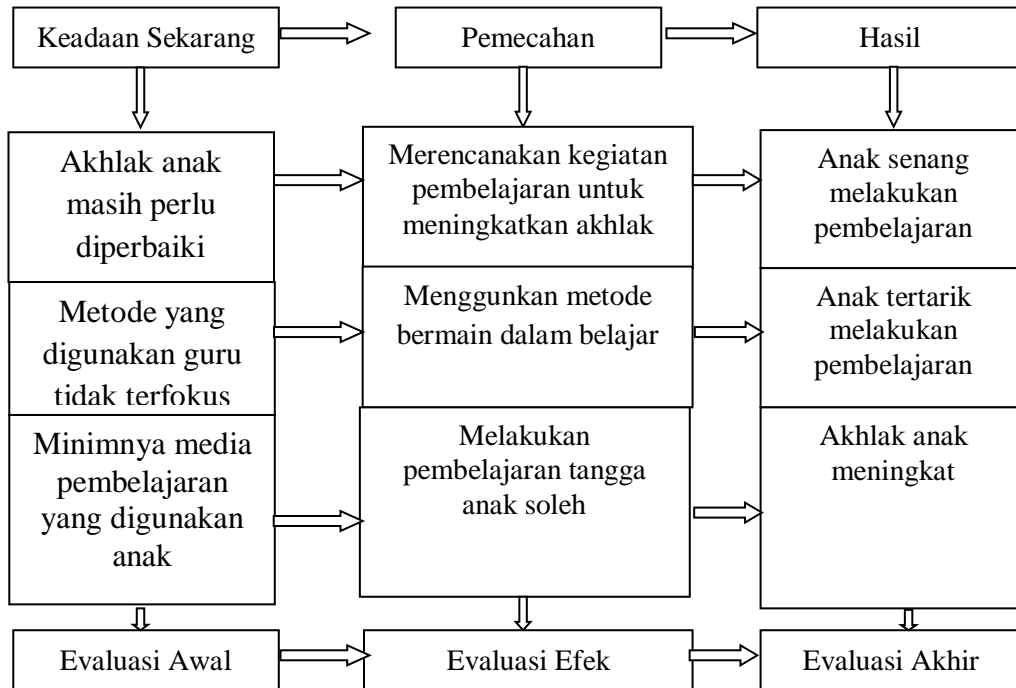 Keadaan Sekarang
Pemecahan
Hasil
Akhlak anak
masih perlu
diperbaiki
Merencanakan kegiatan
pembelajaran untuk
meningkatkan akhlak
Anak senang
melakukan
pembelajaran
Metode yang
digunakan guru
tidak terfokus
Menggunkan metode
bermain dalam belajar
Anak tertarik
melakukan
pembelajaran
Minimnya media
pembelajaran
yang digunakan
anak
Melakukan
pembelajaran tangga
anak soleh
Akhlak anak
meningkat
Evaluasi Awal
Evaluasi Efek
Evaluasi Akhir